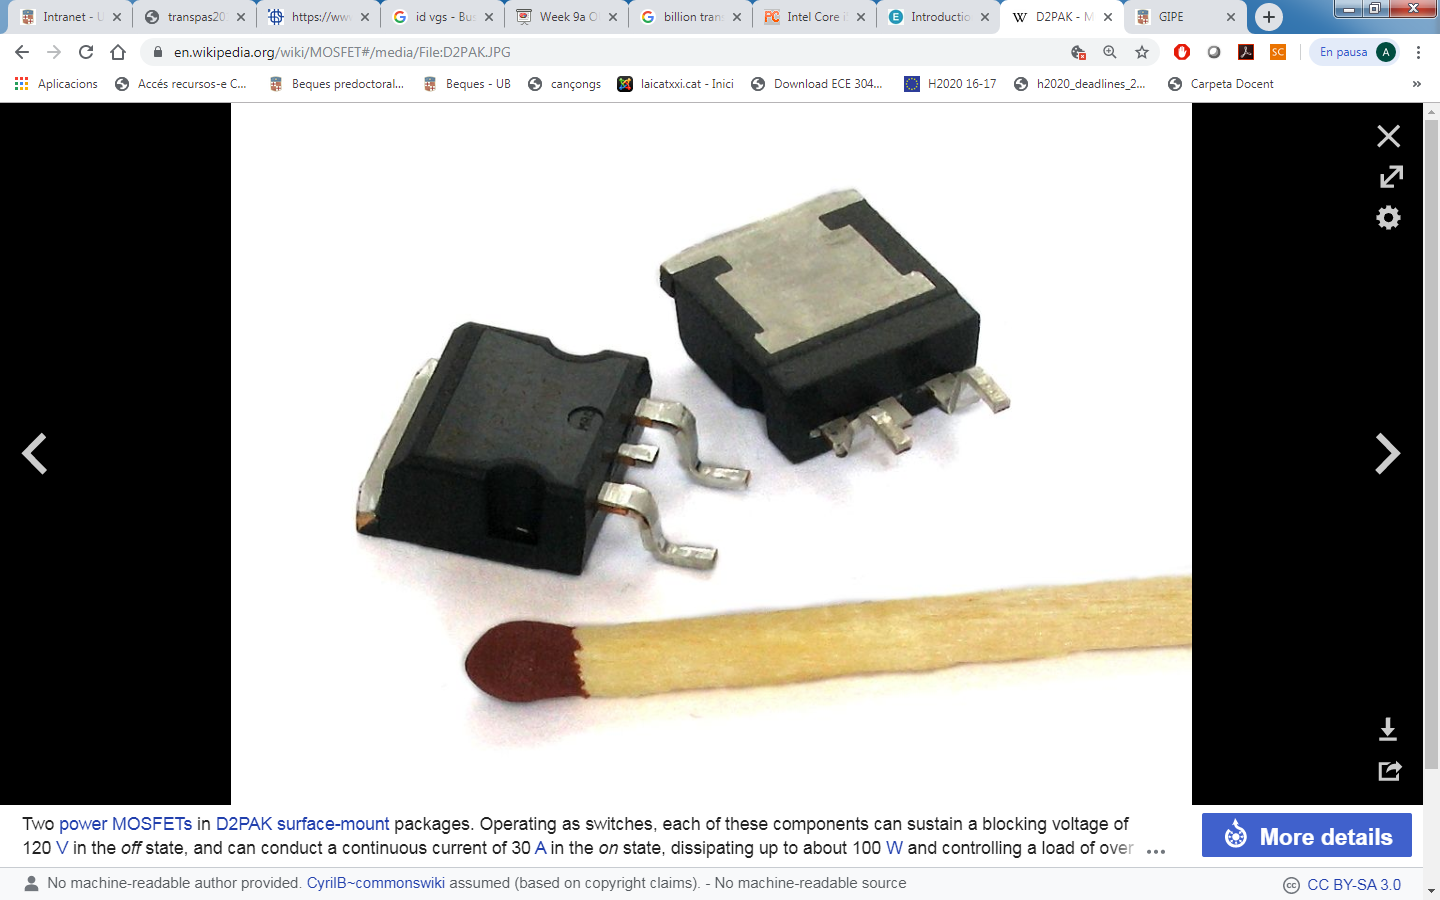 Intranet - U
transpas20
https://ww
id vgs - Bus
Week 9a O
billion trans
Intel Core i
Introductio
D2PAK - M
GIPE
en.wikipedia.org/wiki/MOSFET#/media/File:D2PAK.JPG
SC
En pausa A
Aplicacions
Accés recursos-e C...
Beques predoctoral...
Beques - UB
cançongs
laicatxxi.cat - Inici
Download ECE 304...
H2020 16-17
h2020_deadlines_2...
Carpeta Docent
»
Two power MOSFETs in D2PAK surface-mount packages. Operating as switches, each of these components can sustain a blocking voltage of
120 V in the off state, and can conduct a continuous current of 30 A in the on state, dissipating up to about 100 W and controlling a load of over ...
More details
No machine-readable author provided. CyrilB~commonswiki assumed (based on copyright claims). - No machine-readable source
CC BY-SA 3.0